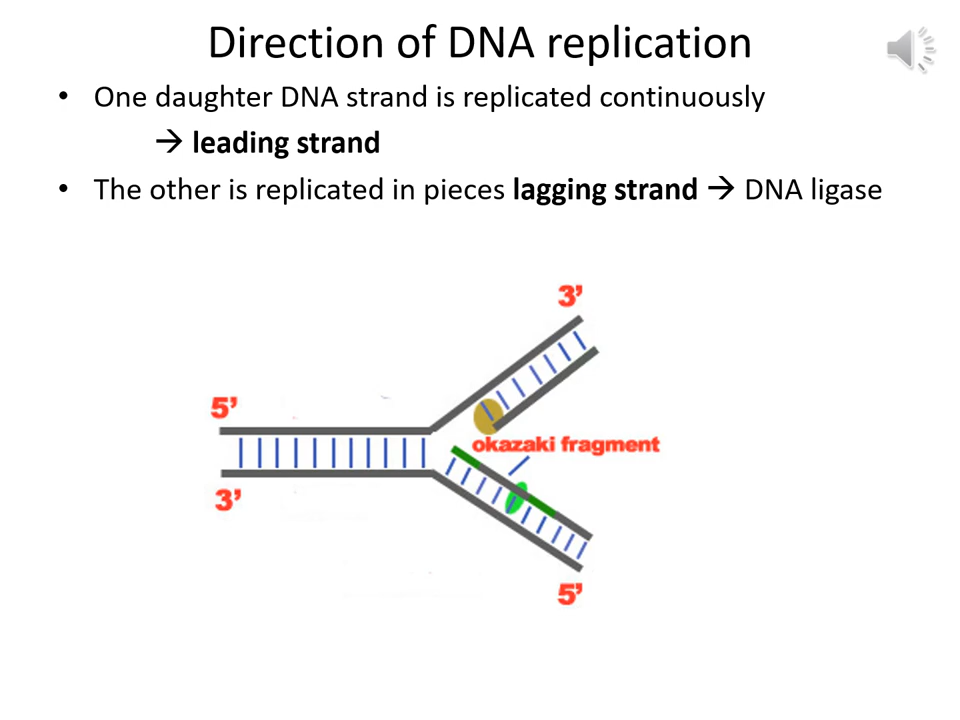 Direction of DNA replication
• One daughter DNA strand is replicated continuously
→ leading strand
• The other is replicated in pieces lagging strand → DNA ligase
3’
5’
okazaki fragment
3’
5’